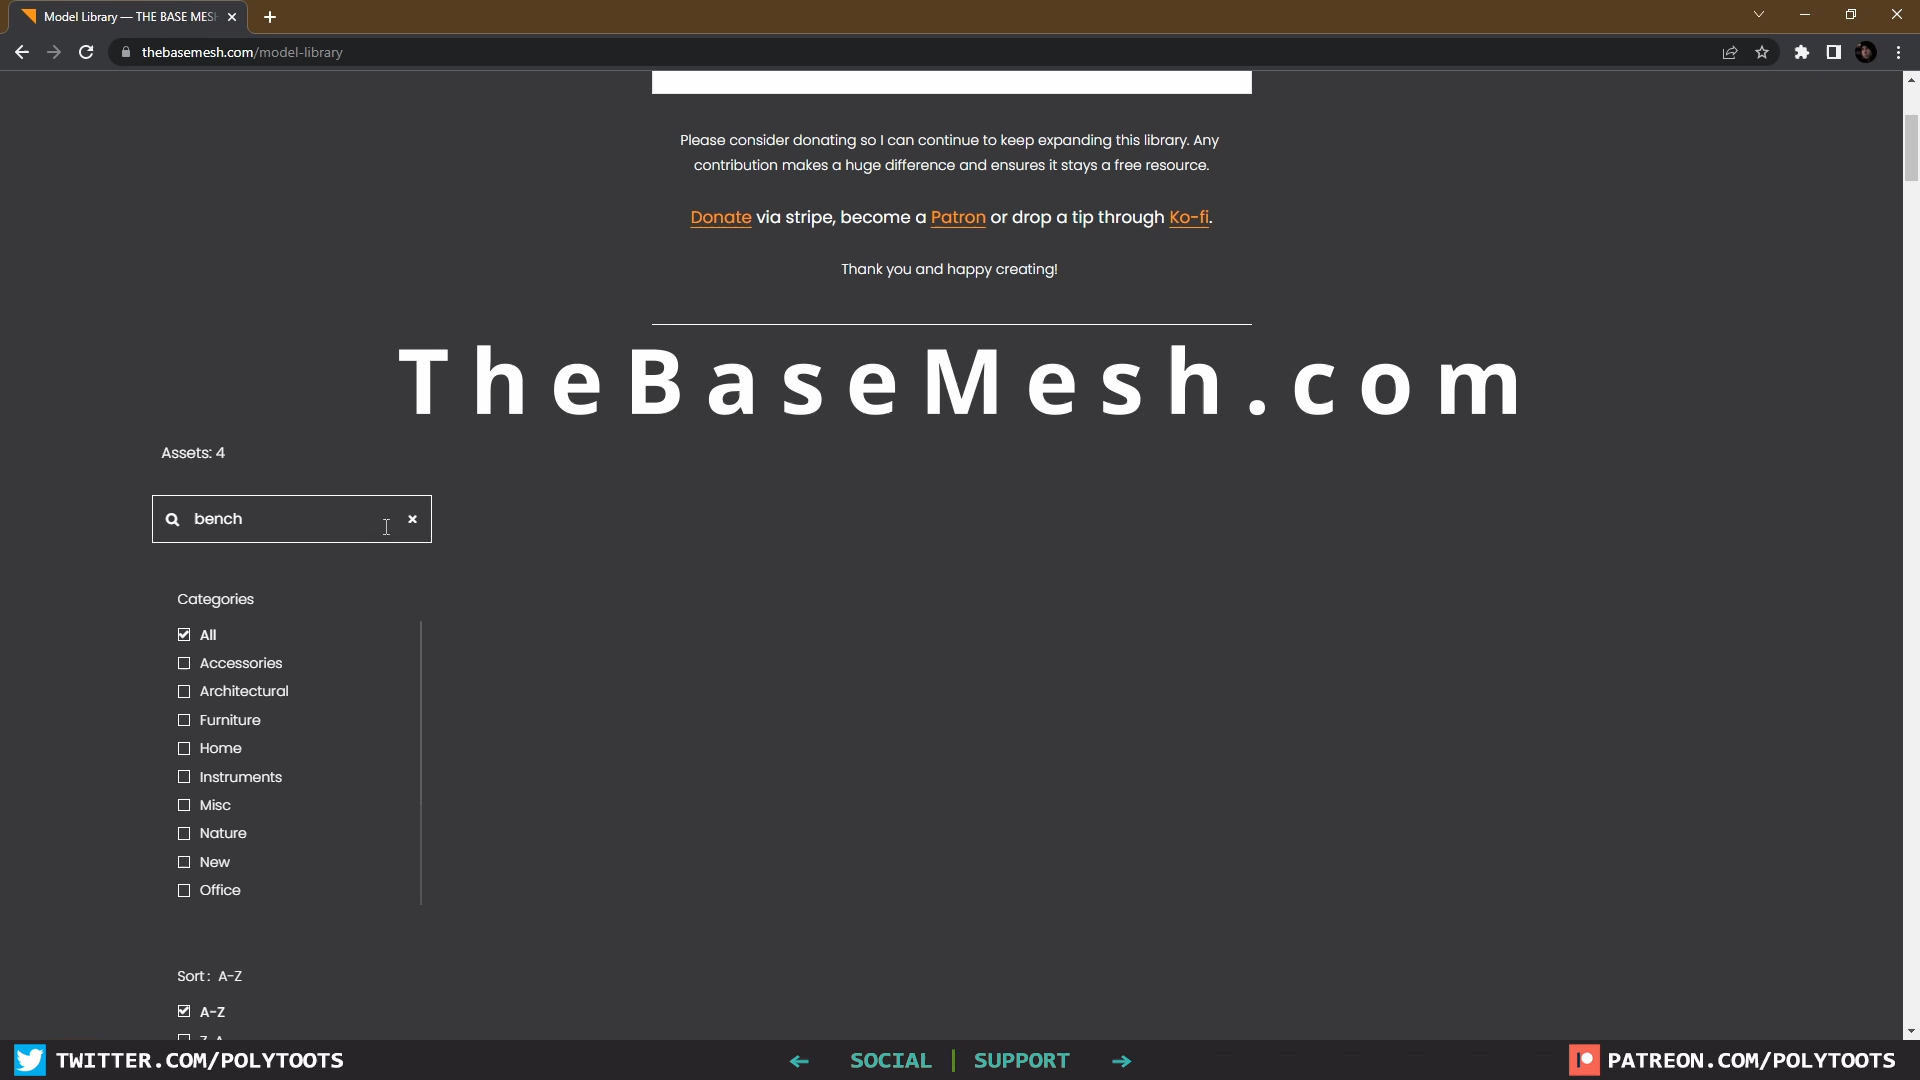 Model Library — THE BASE MESH
thebasemesh.com/model-library
Please consider donating so I can continue to keep expanding this library. Any
contribution makes a huge difference and ensures it stays a free resource.
Donate via stripe, become a Patron or drop a tip through Ko-fi.
Thank you and happy creating!
TheBaseMesh.com
Assets: 4
bench
Categories
All
Accessories
Architectural
Furniture
Home
Instruments
Misc
Nature
New
Office
Sort: A-Z
A-Z
TWITTER.COM/POLYTOOTS
SOCIAL | SUPPORT
PATREON.COM/POLYTOOTS